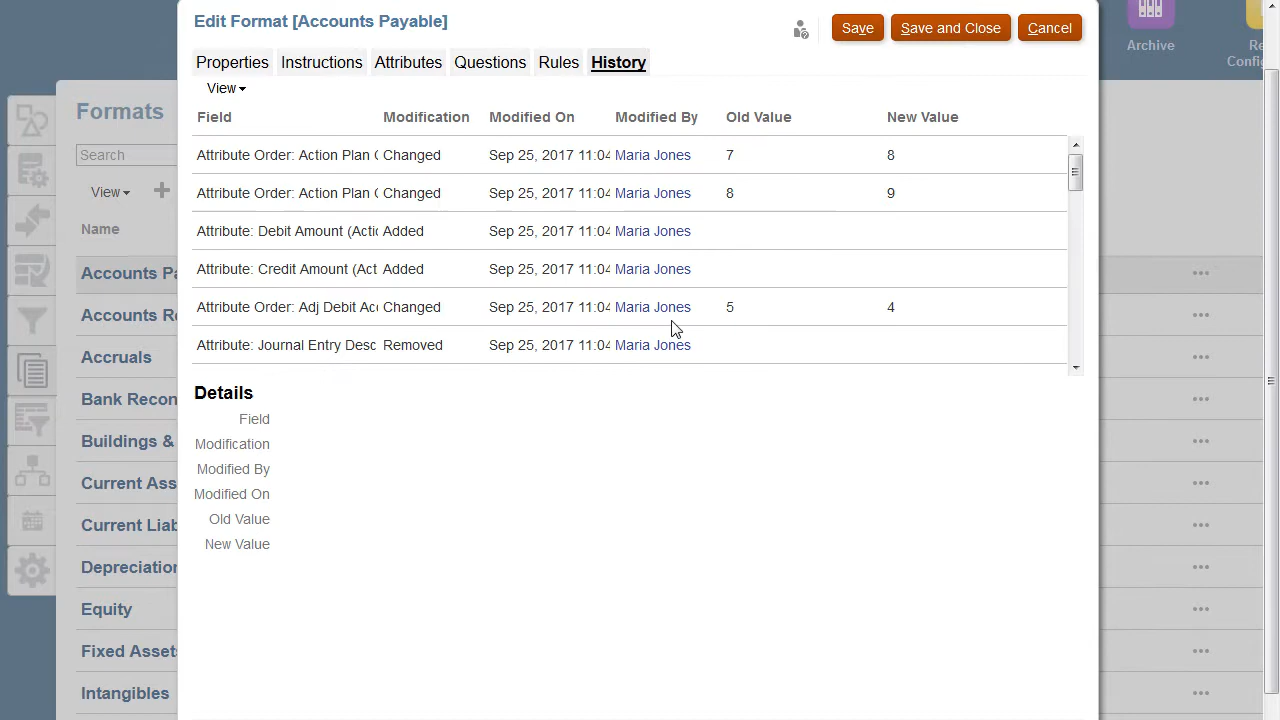 Edit Format [Accounts Payable]
Save
Save and Close
Cancel
Archive
Re
Config
Properties
Instructions
Attributes
Questions
Rules
History
View
Field Modification Modified On Modified By Old Value New Value
Attribute Order: Action Plan C Changed Sep 25, 2017 11:04 Maria Jones 7 8
Attribute Order: Action Plan C Changed Sep 25, 2017 11:04 Maria Jones 8 9
Attribute: Debit Amount (Actic Added Sep 25, 2017 11:04 Maria Jones
Attribute: Credit Amount (Act Added Sep 25, 2017 11:04 Maria Jones
Attribute Order: Adj Debit Acc Changed Sep 25, 2017 11:04 Maria Jones 5 4
Attribute: Journal Entry Desc Removed Sep 25, 2017 11:04 Maria Jones
Details
Field
Modification
Modified By
Modified On
Old Value
New Value
Formats
Search
View
Name
Accounts Pa
Accounts Re
Accruals
Bank Recon
Buildings &
Current Ass
Current Liab
Depreciation
Equity
Fixed Assets
Intangibles